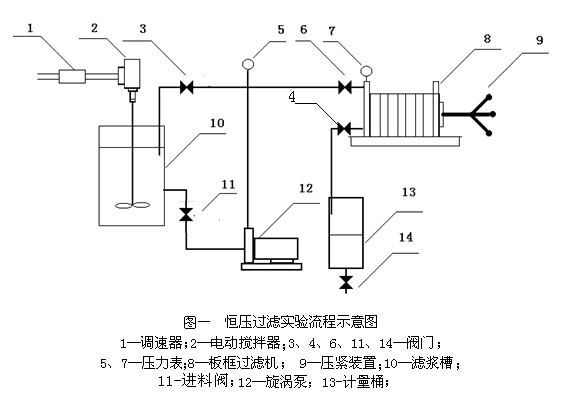 1 2 3 5 6 7 8 9
4
10 11 12 13
14
图一 恒压过滤实验流程示意图
1—调速器;2—电动搅拌器;3、4、6、11、14—阀门;
5、7—压力表;8—板框过滤机; 9—压紧装置;10—滤浆槽;
11-进料阀;12—旋涡泵; 13-计量桶;